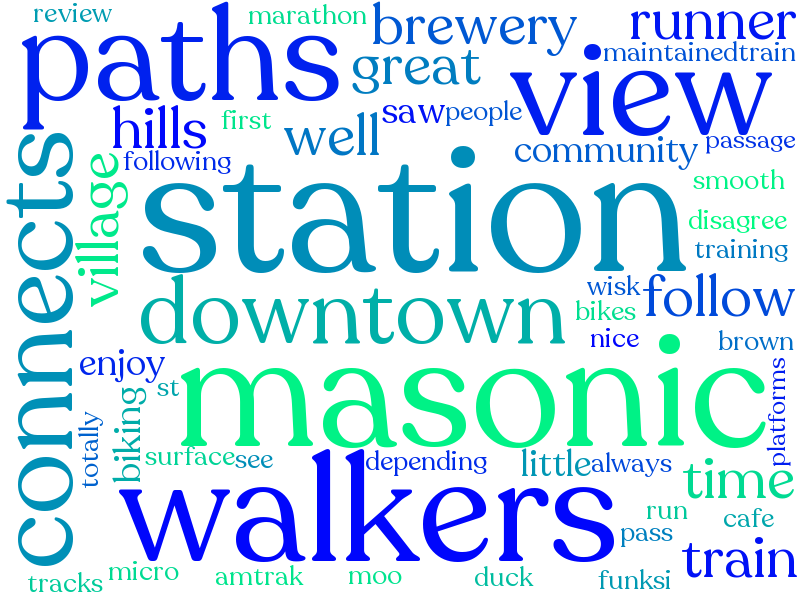 review
marathon
paths
brewery
runner
great
view
maintainedtrain
hills
first
well
saw
people
community
passage
following
connects
village
station
smooth
disagree
training
downtown
wisk
follow
bikes
nice
brown
enjoy
st
masonic
platforms
totally
biking
surface
see
walkers
depending
little
always
time
run
cafe
pass
train
tracks
micro
amtrak
moo
duck
funksi